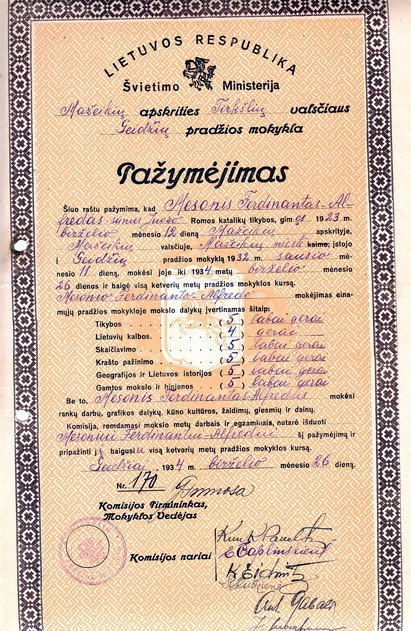 LIETUVOS RESPUBLIKA
Švietimo Ministerija
Mažeikių apskrities Tirkšlių valsčiaus
Geidžių pradžios mokykla
Pažymėjimas
Šiuo raštu pažymima, kad Mesonis Ferdinantas-Al-
fredas Romos katalikų tikybos, gimęs 1923 m.
birželio mėnesio 12 dieną Mažeikių apskrityje,
Mažeikių valsčiuje, Mažeikių kaime, įstojo
į Geidžių pradžios mokyklą 1932 m. sausio mė-
nesio 11 dieną, mokėsi joje iki 1934 metų birželio mėnesio
26 dienos ir baigė visą ketverių metų pradžios mokyklos kursą.
Mesonio Ferdinanto-Alfredo mokėjimas eina-
mųjų pradžios mokykloje mokslo dalykų įvertinamas šitaip:
Tikybos ( 5 ) labai gerai
Lietuvių kalbos. ( 4 ) gerai
Skaičiavimo ( 5 ) labai gerai
Krašto pažinimo ( 5 ) labai gerai
Geografijos ir Lietuvos istorijos ( 5 ) labai gerai
Gamtos mokslo ir higienos ( 5 ) labai gerai
Be to, Mesonis Ferdinantas-Alfredas mokėsi
rankų darbų, grafikos dalykų, kūno kultūros, žaidimų, giesmių ir dainų.
Komisija, remdamasi mokslo metų darbais ir egzaminais, nutarė išduoti
Mesoniui Ferdinantui-Alfredui šį pažymėjimą ir
pripažinti jį baigusiu visą ketverių metų pradžios mokyklos kursą.
Geidžiai, 1934 m. birželio mėnesio 26 dieną.
Nr. 170
Komisijos Pirmininkas,
Mokyklos Vedėjas
Komisijos nariai